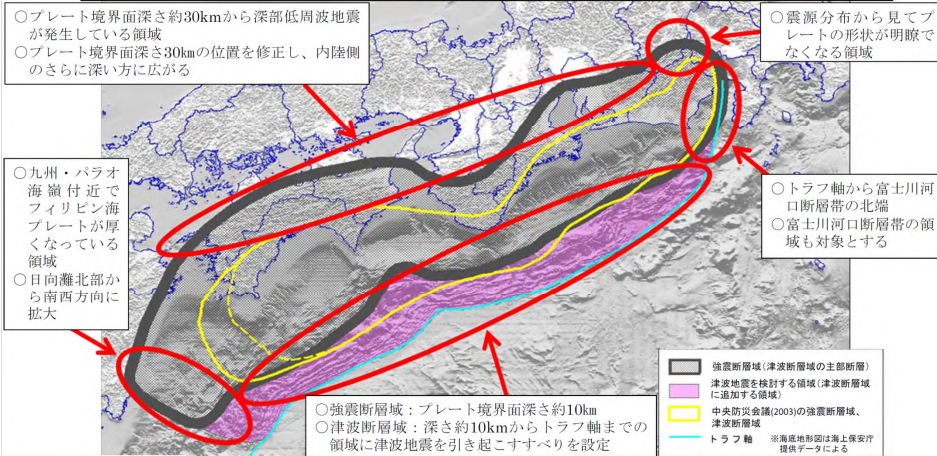 ○プレート境界面深さ約30kmから深部低周波地震
が発生している領域
○プレート境界面深さ30kmの位置を修正し、内陸側
のさらに深い方に広がる
○震源分布から見てプ
レートの形状が明瞭で
なくなる領域
○九州・パラオ
海嶺付近で
フィリピン海
プレートが厚
くなっている
領域
○日向灘北部か
ら南西方向に
拡大
○トラフ軸から富士川河
口断層帯の北端
○富士川河口断層帯の領
域も対象とする
○強震断層域:プレート境界面深さ約10km
○津波断層域:深さ約10kmからトラフ軸までの
領域に津波地震を引き起こすすべりを設定
強震断層域(津波断層域の主部断層)
津波地震を検討する領域(津波断層域
に追加する領域)
中央防災会議(2003)の強震断層域、
津波断層域
トラフ軸 ※海底地形図は海上保安庁
提供データによる